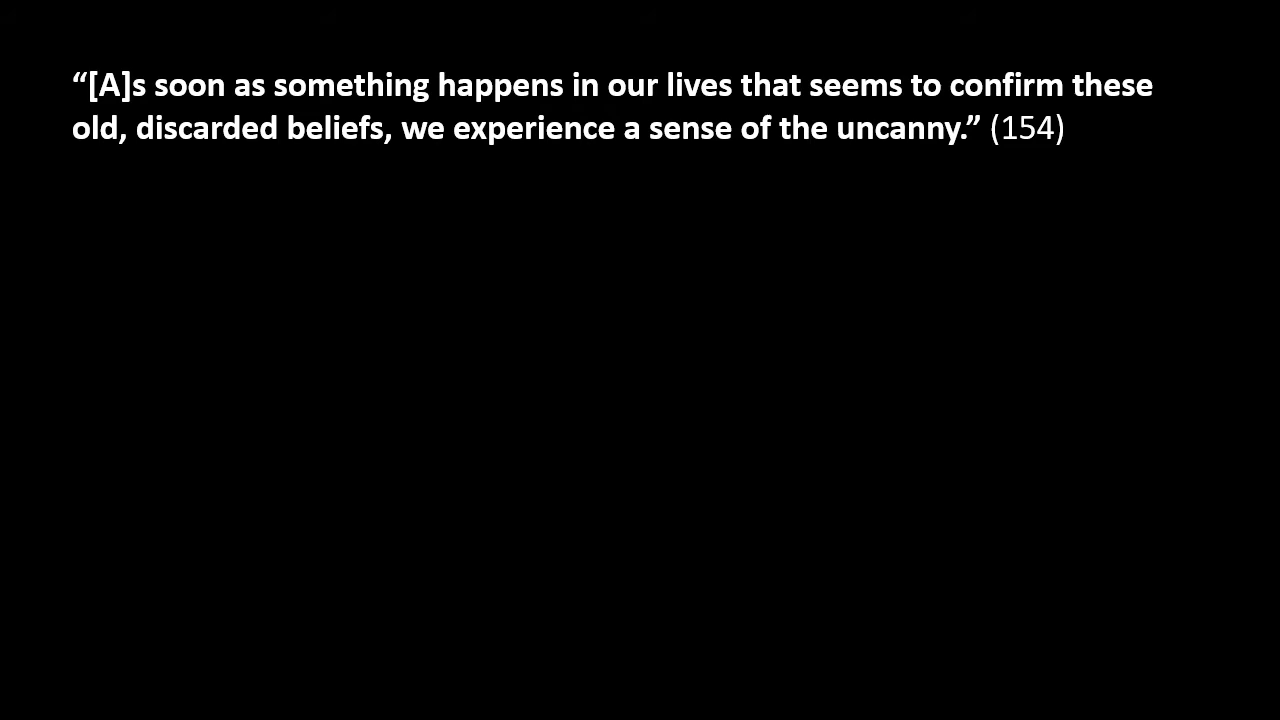 “[A]s soon as something happens in our lives that seems to confirm these
old, discarded beliefs, we experience a sense of the uncanny.” (154)